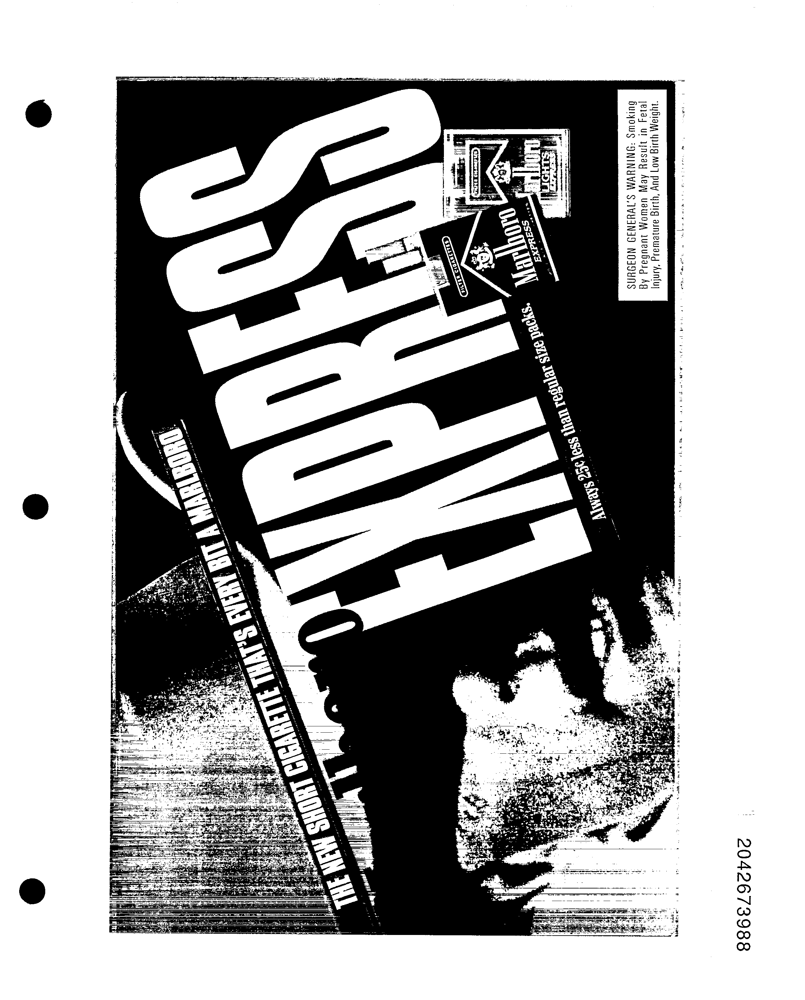 THE NEW SHORT CIGARETTE THAT'S EVERY BIT A MARLBORO
EXPRESS
Always 25¢ less than regular size packs.
Marlboro
EXPRESS
LIGHTS
SURGEON GENERAL'S WARNING: Smoking
By Pregnant Women May Result in Fetal
Injury, Premature Birth, And Low Birth Weight.
2042673988